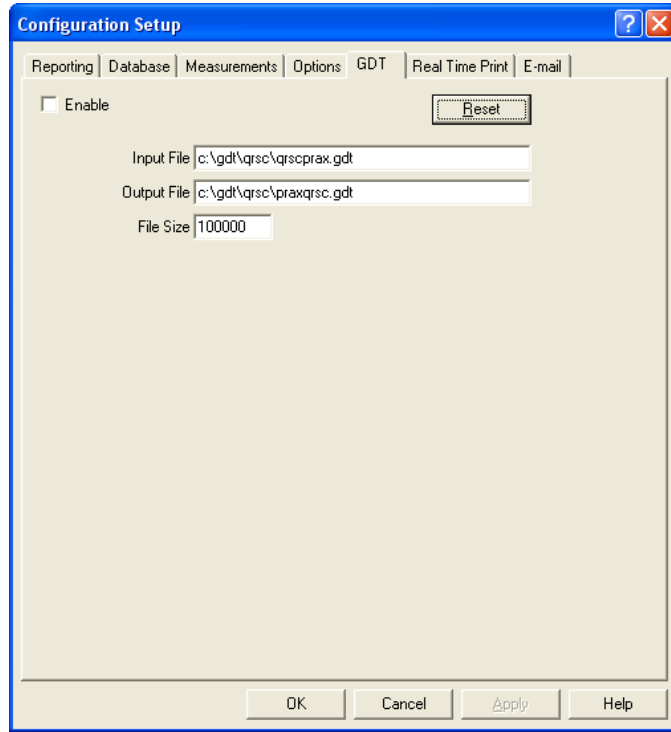 Configuration Setup
Reporting Database Measurements Options GDT Real Time Print E-mail
Enable Reset
Input File c:\gdt\qrsc\qrscprax.gdt
Output File c:\gdt\qrsc\praxqrsc.gdt
File Size 100000
OK Cancel Apply Help